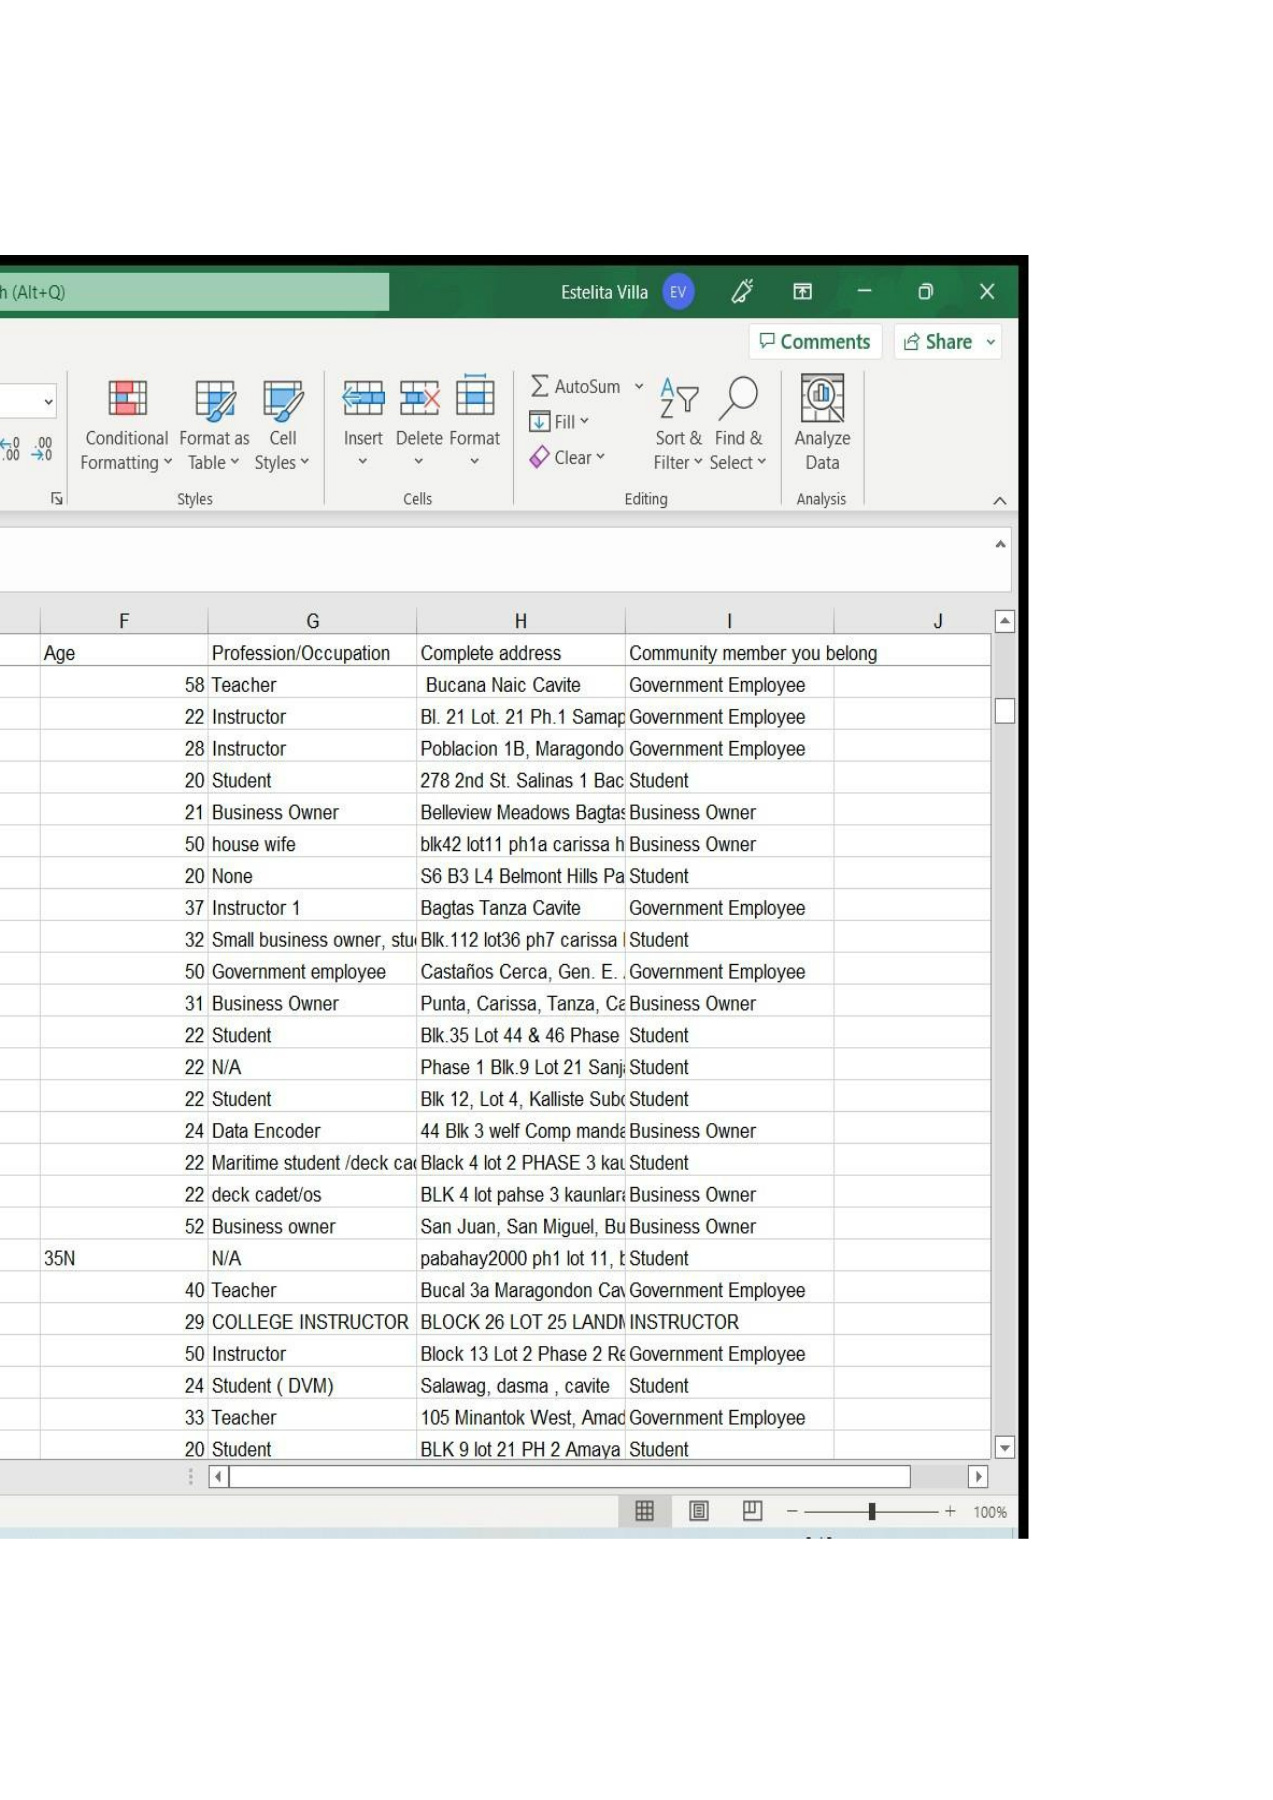 h (Alt+Q)
Estelita Villa EV
Comments Share
AutoSum
Fill
Clear
Conditional Formatting
Format as Table
Cell Styles
Insert Delete Format
Sort & Filter
Find & Select
Analyze Data
Styles Cells Editing Analysis
F G H I J
Age Profession/Occupation Complete address Community member you belong
58 Teacher Bucana Naic Cavite Government Employee
22 Instructor Bl. 21 Lot. 21 Ph.1 Samap Government Employee
28 Instructor Poblacion 1B, Maragondo Government Employee
20 Student 278 2nd St. Salinas 1 Bac Student
21 Business Owner Belleview Meadows Bagtas Business Owner
50 house wife blk42 lot11 ph1a carissa h Business Owner
20 None S6 B3 L4 Belmont Hills Pa Student
37 Instructor 1 Bagtas Tanza Cavite Government Employee
32 Small business owner, stu Blk.112 lot36 ph7 carissa Student
50 Government employee Castaños Cerca, Gen. E. Government Employee
31 Business Owner Punta, Carissa, Tanza, Ca Business Owner
22 Student Blk.35 Lot 44 & 46 Phase Student
22 N/A Phase 1 Blk.9 Lot 21 Sanj Student
22 Student Blk 12, Lot 4, Kalliste Subd Student
24 Data Encoder 44 Blk 3 welf Comp manda Business Owner
22 Maritime student /deck cad Black 4 lot 2 PHASE 3 kau Student
22 deck cadet/os BLK 4 lot pahse 3 kaunlara Business Owner
52 Business owner San Juan, San Miguel, Bu Business Owner
35N N/A pabahay2000 ph1 lot 11, b Student
40 Teacher Bucal 3a Maragondon Cav Government Employee
29 COLLEGE INSTRUCTOR BLOCK 26 LOT 25 LANDM INSTRUCTOR
50 Instructor Block 13 Lot 2 Phase 2 Re Government Employee
24 Student ( DVM) Salawag, dasma , cavite Student
33 Teacher 105 Minantok West, Amad Government Employee
20 Student BLK 9 lot 21 PH 2 Amaya Student
100%